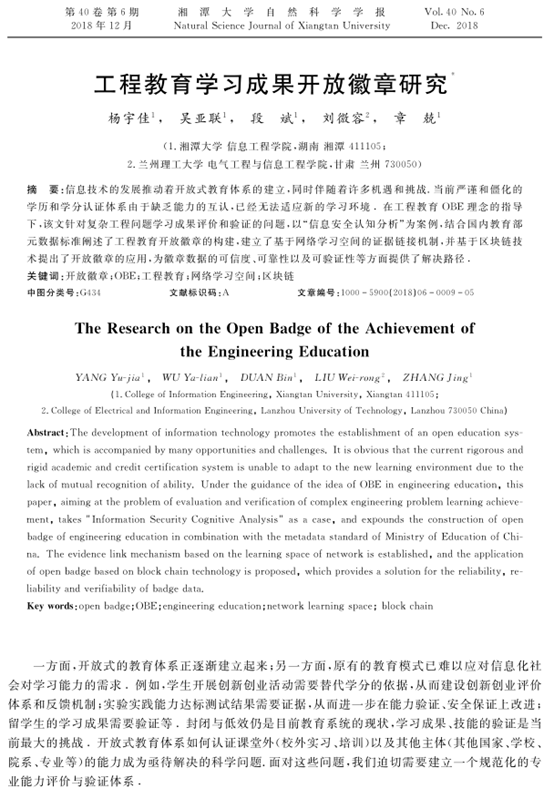 第 40 卷 第 6 期 湘 潭 大 学 自 然 科 学 学 报 Vol. 40 No. 6
2018 年 12 月 Natural Science Journal of Xiangtan University Dec. 2018
工程教育学习成果开放徽章研究*
杨宇佳1, 吴亚联1, 段 斌1, 刘微容2, 章 兢1
(1.湘潭大学 信息工程学院,湖南 湘潭 411105;
2.兰州理工大学 电气工程与信息工程学院,甘肃 兰州 730050)
摘 要:信息技术的发展推动着开放式教育体系的建立,同时伴随着许多机遇和挑战.当前严谨和僵化的
学历和学分认证体系由于缺乏能力的互认,已经无法适应新的学习环境.在工程教育 OBE 理念的指导
下,该文针对复杂工程问题学习成果评价和验证的问题,以“信息安全认知分析”为案例,结合国内教育部
元数据标准阐述了工程教育开放徽章的构建,建立了基于网络学习空间的证据链接机制,并基于区块链技
术提出了开放徽章的应用,为徽章数据的可信度、可靠性以及可验证性等方面提供了解决路径.
关键词:开放徽章;OBE;工程教育;网络学习空间;区块链
中图分类号:G434 文献标识码:A 文章编号:1000-5900(2018)06-0009-05
The Research on the Open Badge of the Achievement of
the Engineering Education
YANG Yu-jia1, WU Ya-lian1, DUAN Bin1, LIU Wei-rong2, ZHANG Jing1
(1. College of Information Engineering, Xiangtan University, Xiangtan 411105;
2. College of Electrical and Information Engineering, Lanzhou University of Technology, Lanzhou 730050 China)
Abstract: The development of information technology promotes the establishment of an open education sys-
tem, which is accompanied by many opportunities and challenges. It is obvious that the current rigorous and
rigid academic and credit certification system is unable to adapt to the new learning environment due to the
lack of mutual recognition of ability. Under the guidance of the idea of OBE in engineering education, this
paper, aiming at the problem of evaluation and verification of complex engineering problem learning achieve-
ment, takes "Information Security Cognitive Analysis" as a case, and expounds the construction of open
badge of engineering education in combination with the metadata standard of Ministry of Education of Chi-
na. The evidence link mechanism based on the learning space of network is established, and the application
of open badge based on block chain technology is proposed, which provides a solution for the reliability, re-
liability and verifiability of badge data.
Key words: open badge;OBE;engineering education;network learning space; block chain
一方面,开放式的教育体系正逐渐建立起来;另一方面,原有的教育模式已难以应对信息化社
会对学习能力的需求.例如,学生开展创新创业活动需要替代学分的依据,从而建设创新创业评价
体系和反馈机制;实验实践能力达标测试结果需要证据,从而进一步在能力验证、安全保证上改进;
留学生的学习成果需要验证等.封闭与低效仍是目前教育系统的现状,学习成果、技能的验证是当
前最大的挑战.开放式教育体系如何认证课堂外(校外实习、培训)以及其他主体(其他国家、学校、
院系、专业等)的能力成为亟待解决的科学问题.面对这些问题,我们迫切需要建立一个规范化的专
业能力评价与验证体系.